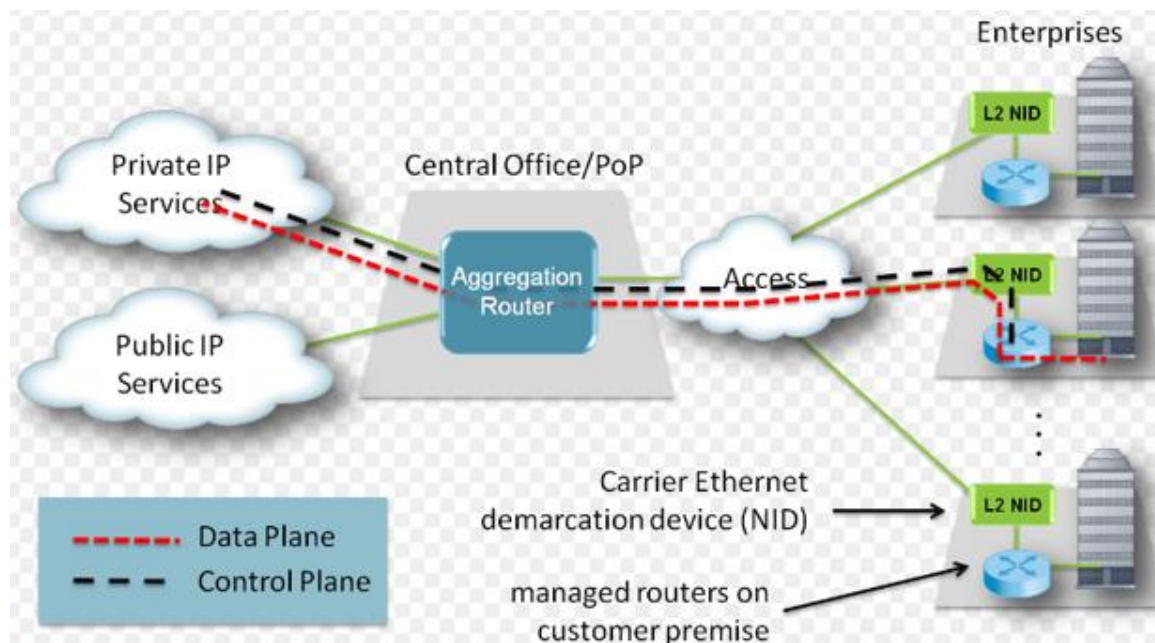 Enterprises
L2 NID
Private IP
Services
Central Office/PoP
Aggregation
Router
Access
L2 NID
Public IP
Services
Carrier Ethernet
demarcation device (NID)
L2 NID
managed routers on
customer premise
Data Plane
Control Plane